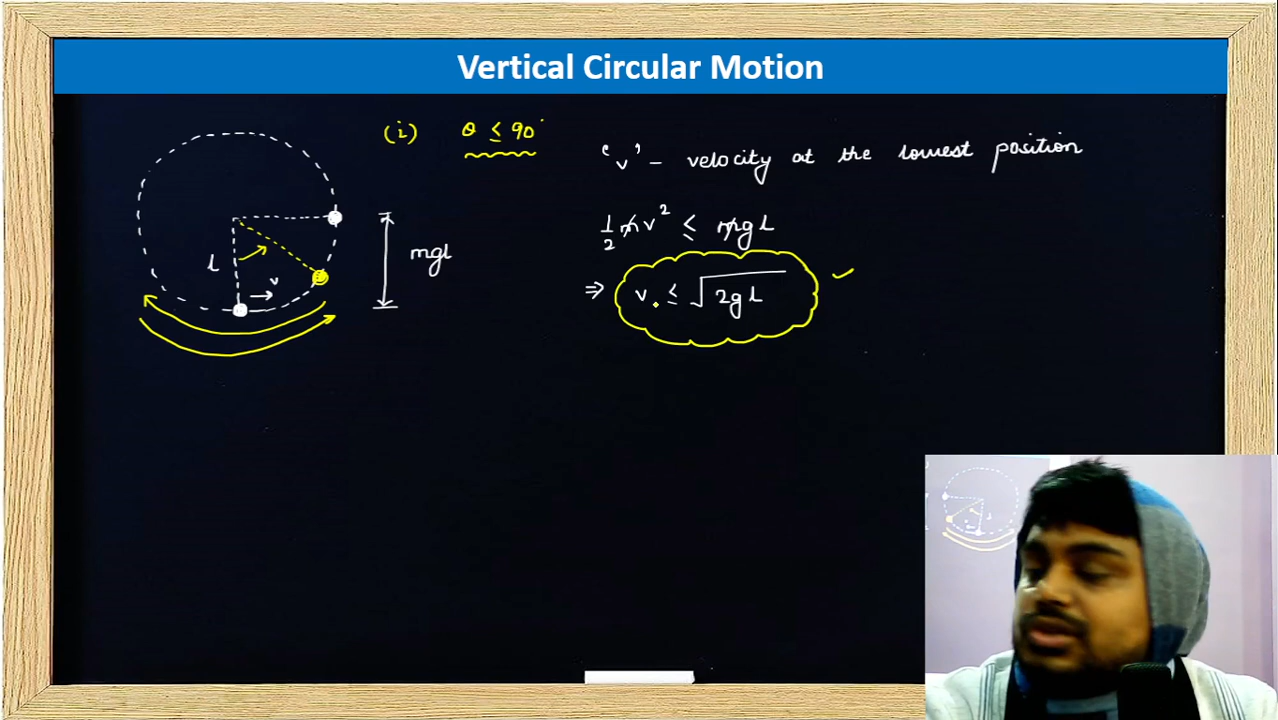 Vertical Circular Motion
(i) θ ≤ 90°
'v' - velocity at the lowest position
1/2 mv² ≤ mgl
⇒ v ≤ √2gl
l
v
mgl